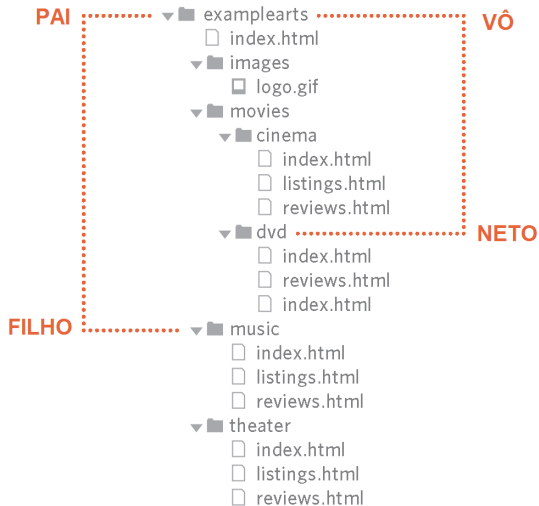 PAI examplearts VÔ
index.html
images
logo.gif
movies
cinema
index.html
listings.html
reviews.html
dvd NETO
index.html
reviews.html
index.html
FILHO music
index.html
listings.html
reviews.html
theater
index.html
listings.html
reviews.html